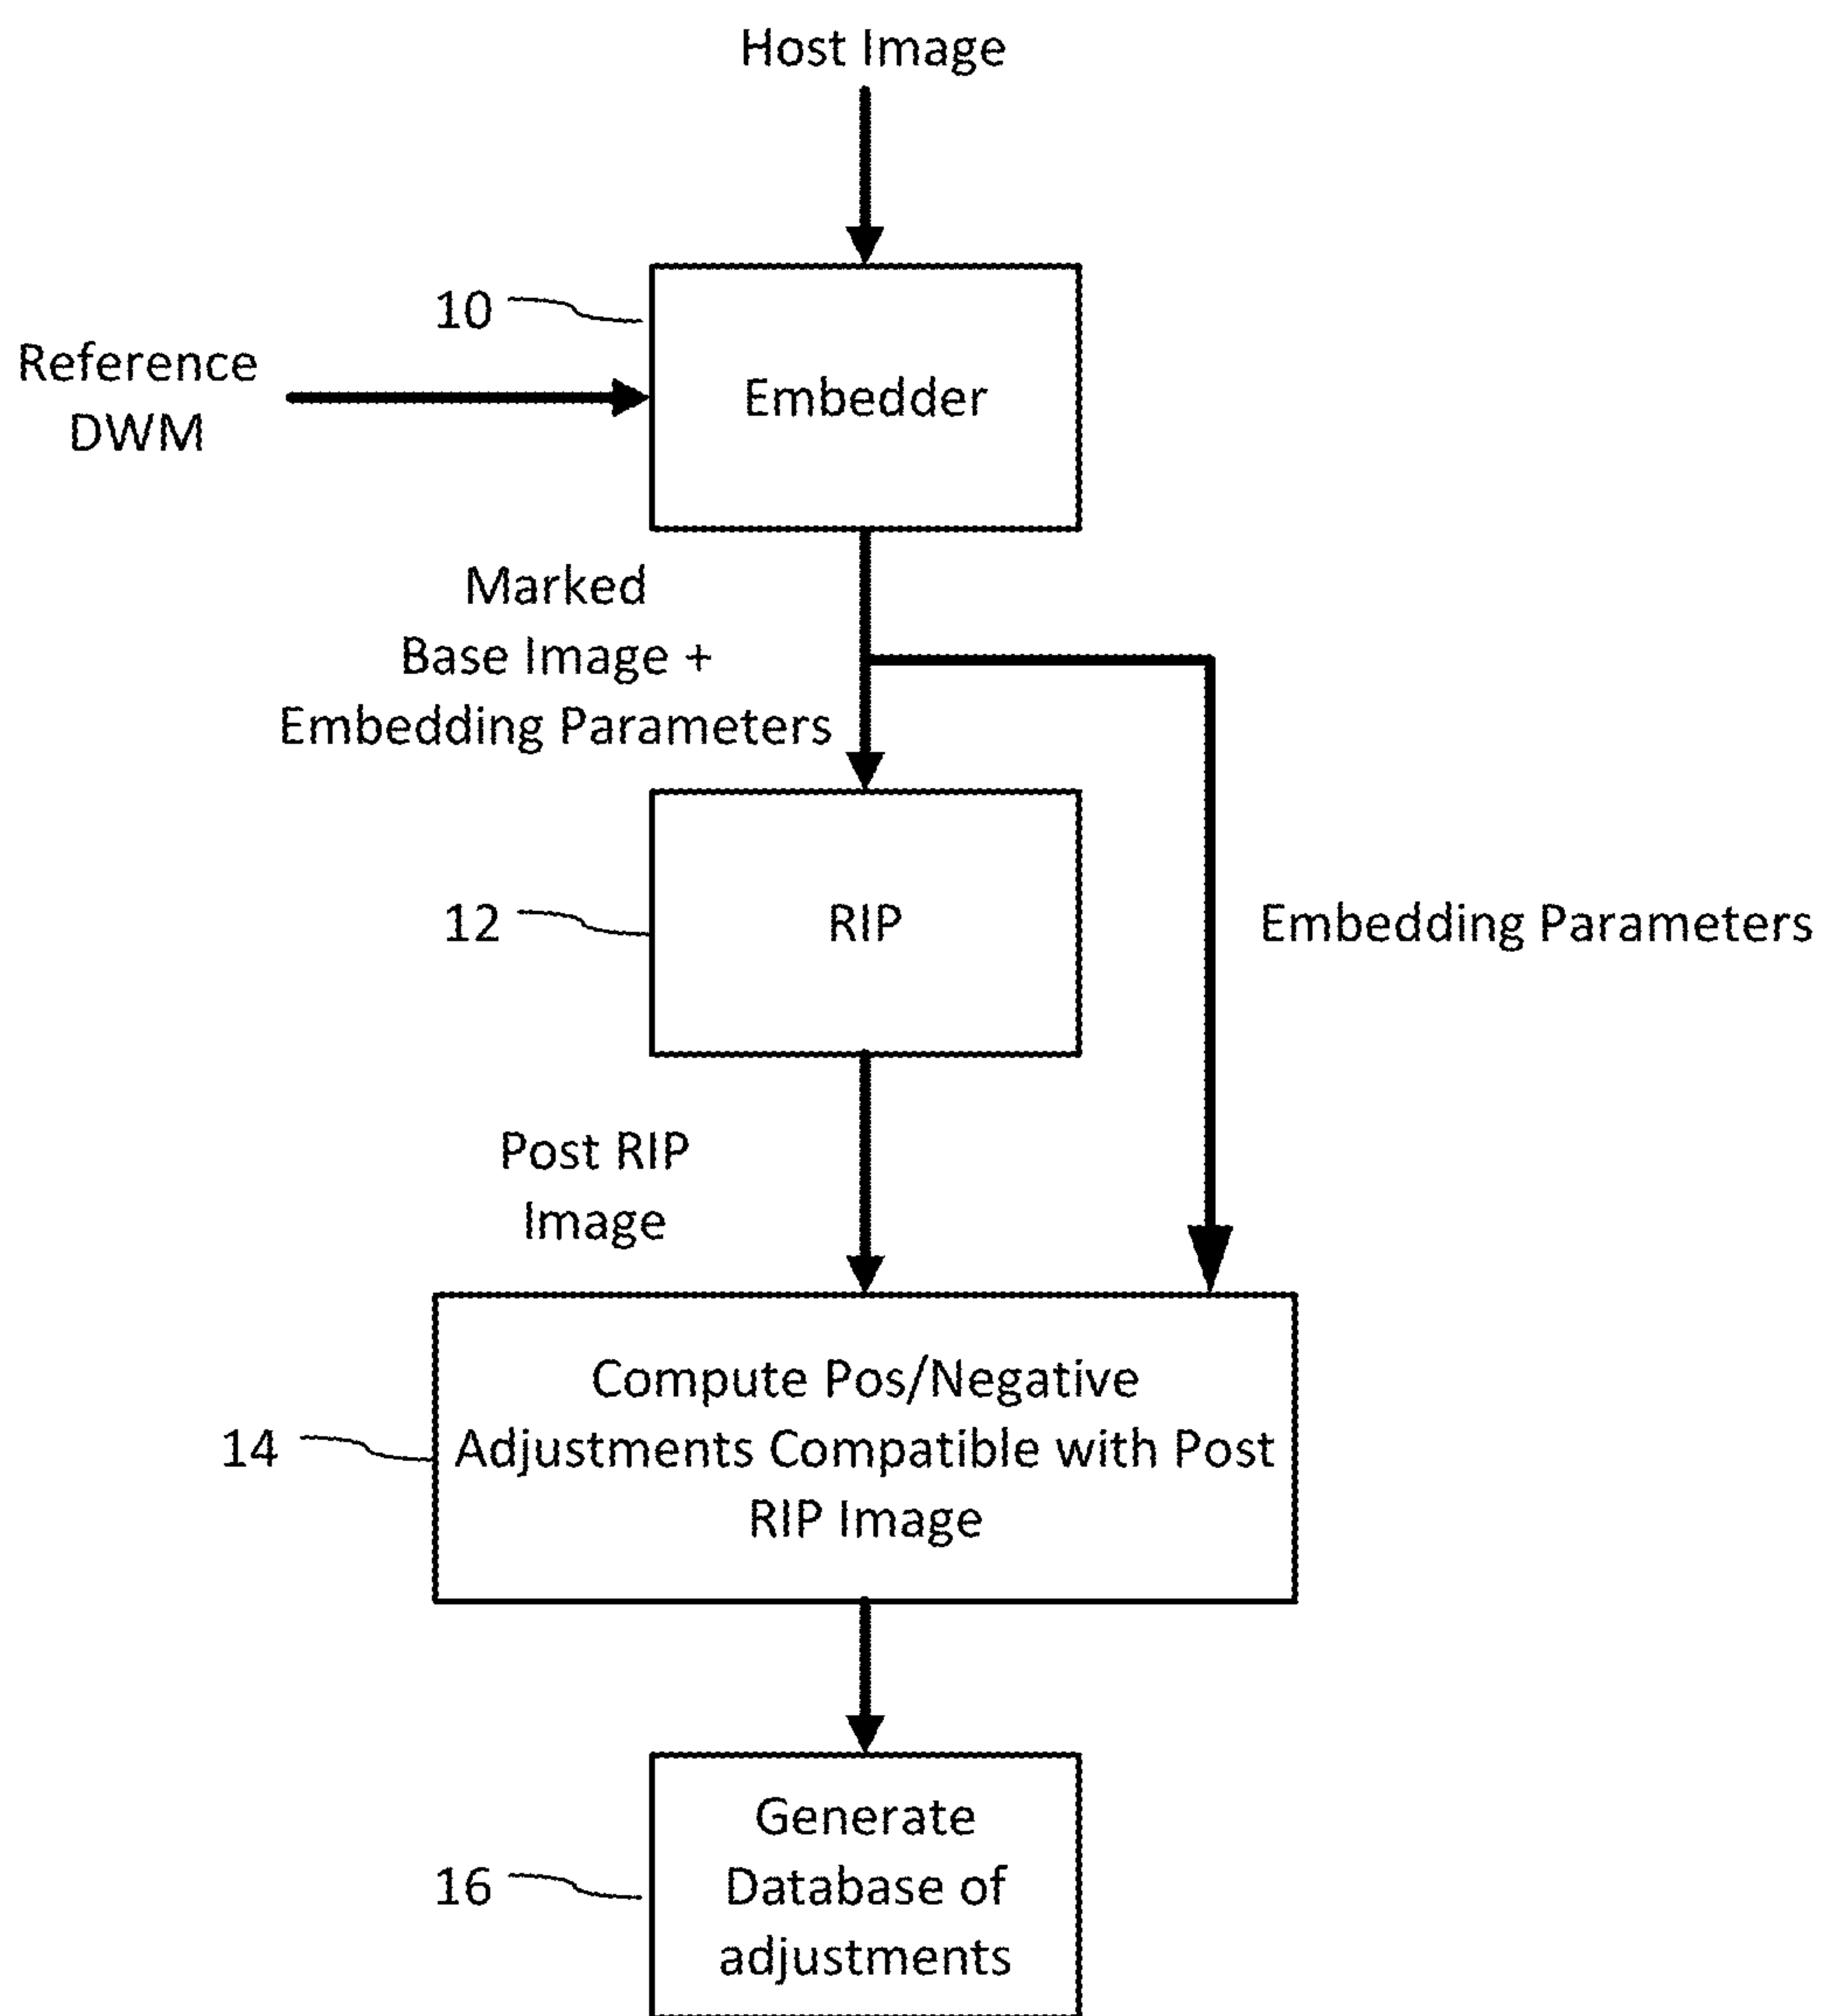 Host Image
10
Reference
DWM
Embedder
Marked
Base Image +
Embedding Parameters
12
RIP
Embedding Parameters
Post RIP
Image
Compute Pos/Negative
14
Adjustments Compatible with Post
RIP Image
Generate
16
Database of
adjustments